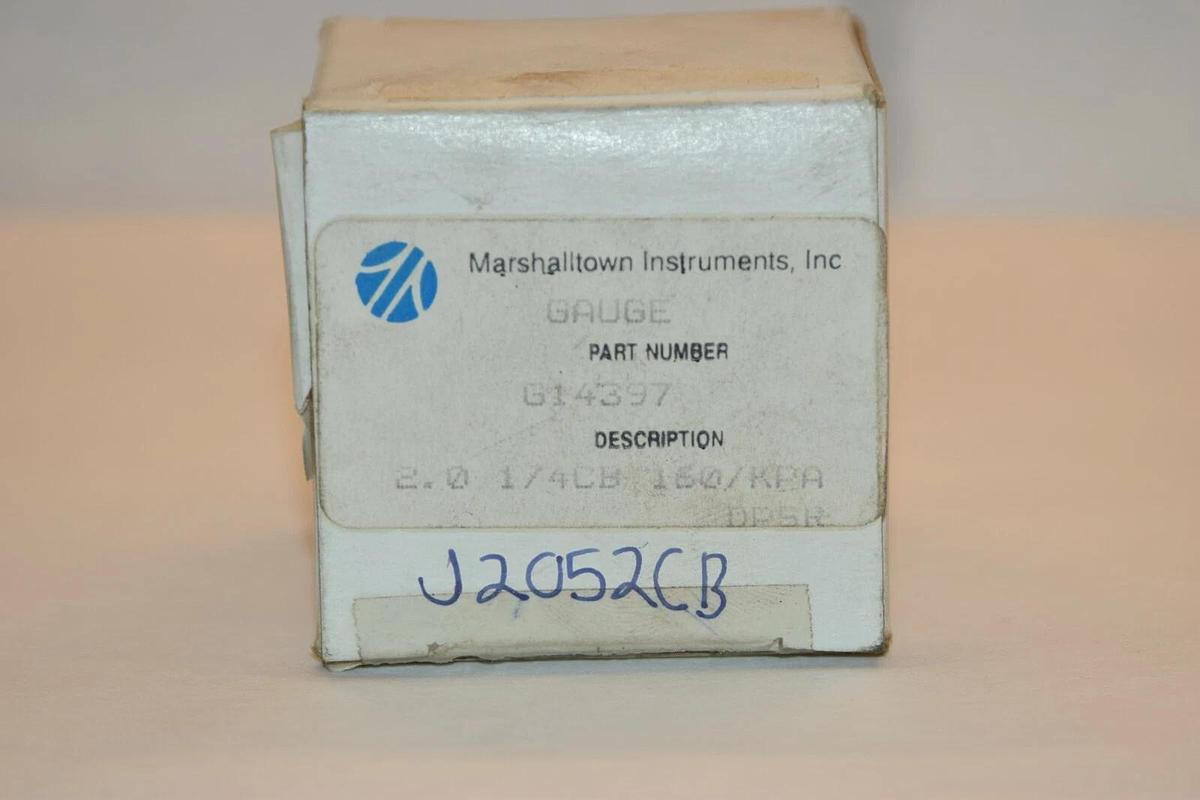 Marshalltown Instruments, Inc
GAUGE
PART NUMBER
G14397
DESCRIPTION
2.0 1/4CB 160/KPA
DPSR
J2052CB